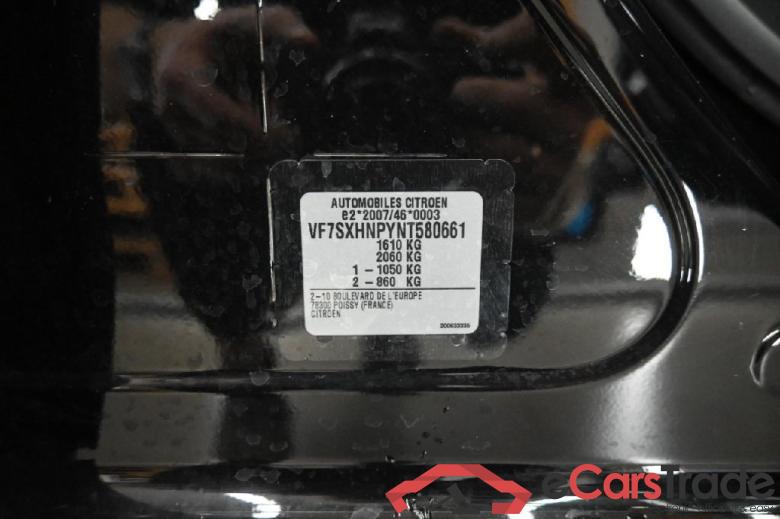 AUTOMOBILES CITROEN
e2*2007/46*0003
VF7SXHNPYNT580661
1610 KG
2060 KG
1 - 1050 KG
2 - 860 KG
2-10 BOULEVARD DE L'EUROPE
78300 POISSY (FRANCE)
CITROEN
eCarsTrade